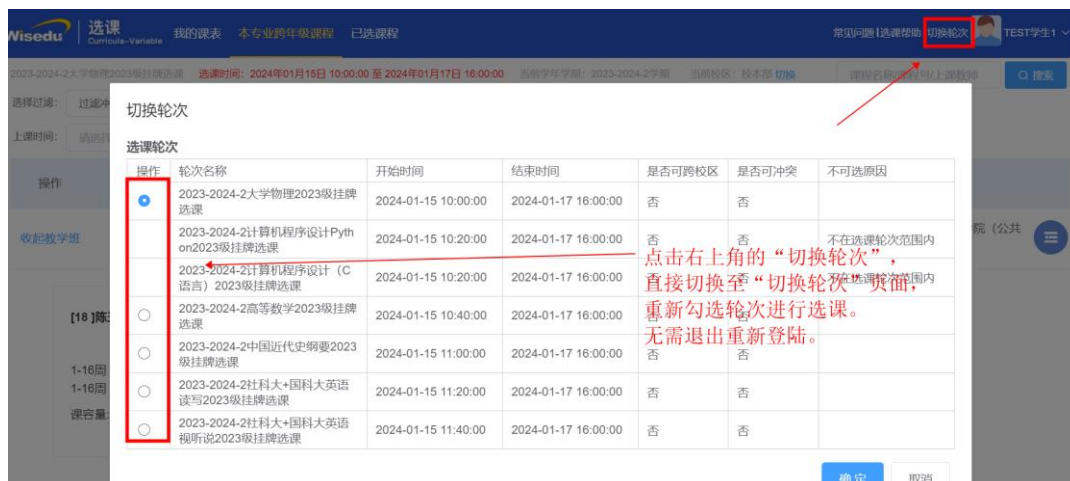 Wisedu 选课 我的课表 本专业跨年级课程 已选课程 常见问题|选课帮助 切换轮次 TEST学生1
Curricula-Variable
2023-2024-2大学物理2023级挂牌选课 选课时间：2024年01月15日 10:00:00 至 2024年01月17日 16:00:00 当前学年学期：2023-2024-2学期 当前校区：校本部 切换 课程名称/课程号/上课教师 搜索
选择过滤： 过滤冲
上课时间： 请选择
操作
收起教学班
院（公共
[18 ]陈
1-16周
1-16周
课容量:
切换轮次
选课轮次
操作 轮次名称 开始时间 结束时间 是否可跨校区 是否可冲突 不可选原因
2023-2024-2大学物理2023级挂牌
选课 2024-01-15 10:00:00 2024-01-17 16:00:00 否 否
2023-2024-2计算机程序设计Pyth
on2023级挂牌选课 2024-01-15 10:20:00 2024-01-17 16:00:00 否 否 不在选课轮次范围内
2023-2024-2计算机程序设计（C
语言）2023级挂牌选课 2024-01-15 10:20:00 2024-01-17 16:00:00 否 否 不在选课轮次范围内
2023-2024-2高等数学2023级挂牌
选课 2024-01-15 10:40:00 2024-01-17 16:00:00 否 否
2023-2024-2中国近代史纲要2023
级挂牌选课 2024-01-15 11:00:00 2024-01-17 16:00:00 否 否
2023-2024-2社科大+国科大英语
读写2023级挂牌选课 2024-01-15 11:20:00 2024-01-17 16:00:00 否 否
2023-2024-2社科大+国科大英语
视听说2023级挂牌选课 2024-01-15 11:40:00 2024-01-17 16:00:00 否 否
点击右上角的“切换轮次”，
直接切换至“切换轮次”页面，
重新勾选轮次进行选课。
无需退出重新登陆。
确定 取消